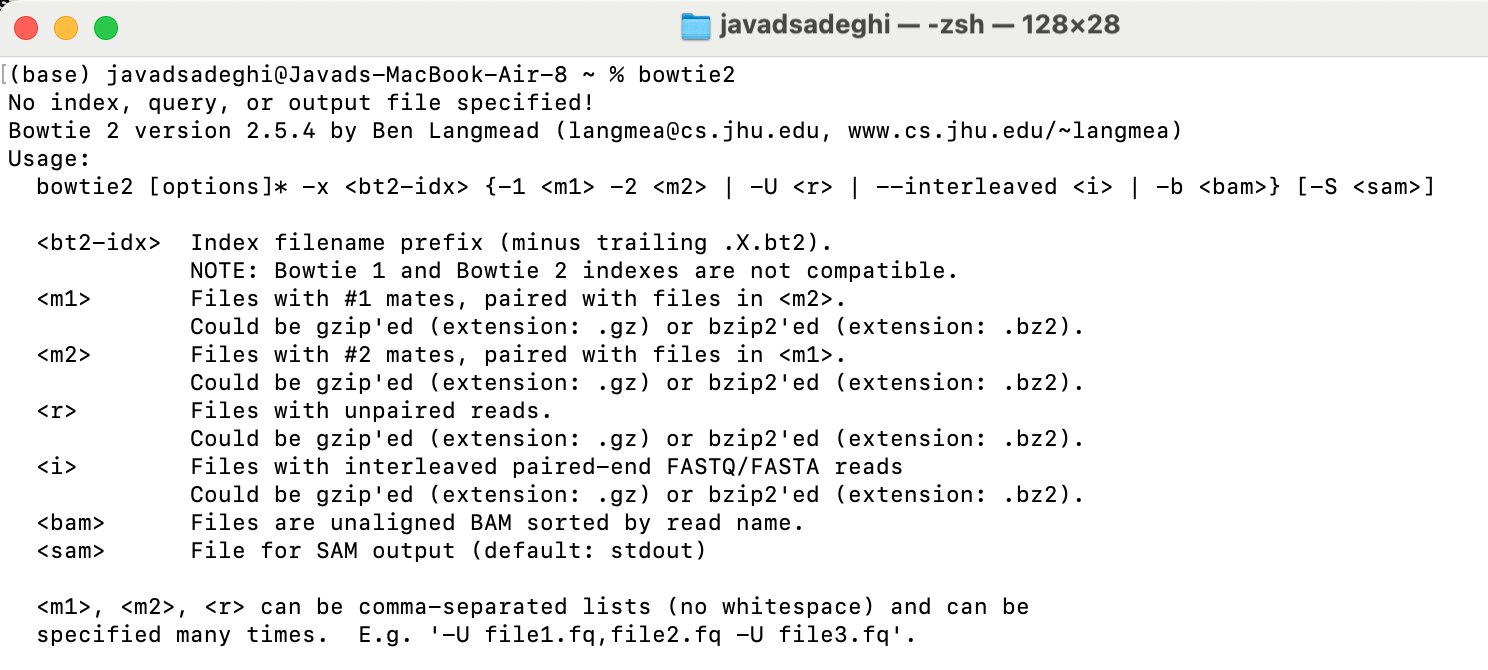 javadsadeghi — -zsh — 128×28
[(base) javadsadeghi@Javads-MacBook-Air-8 ~ % bowtie2
No index, query, or output file specified!
Bowtie 2 version 2.5.4 by Ben Langmead (langmea@cs.jhu.edu, www.cs.jhu.edu/~langmea)
Usage:
  bowtie2 [options]* -x <bt2-idx> {-1 <m1> -2 <m2> | -U <r> | --interleaved <i> | -b <bam>} [-S <sam>]

  <bt2-idx>  Index filename prefix (minus trailing .X.bt2).
             NOTE: Bowtie 1 and Bowtie 2 indexes are not compatible.
  <m1>       Files with #1 mates, paired with files in <m2>.
             Could be gzip'ed (extension: .gz) or bzip2'ed (extension: .bz2).
  <m2>       Files with #2 mates, paired with files in <m1>.
             Could be gzip'ed (extension: .gz) or bzip2'ed (extension: .bz2).
  <r>        Files with unpaired reads.
             Could be gzip'ed (extension: .gz) or bzip2'ed (extension: .bz2).
  <i>        Files with interleaved paired-end FASTQ/FASTA reads
             Could be gzip'ed (extension: .gz) or bzip2'ed (extension: .bz2).
  <bam>      Files are unaligned BAM sorted by read name.
  <sam>      File for SAM output (default: stdout)

  <m1>, <m2>, <r> can be comma-separated lists (no whitespace) and can be
  specified many times.  E.g. '-U file1.fq,file2.fq -U file3.fq'.